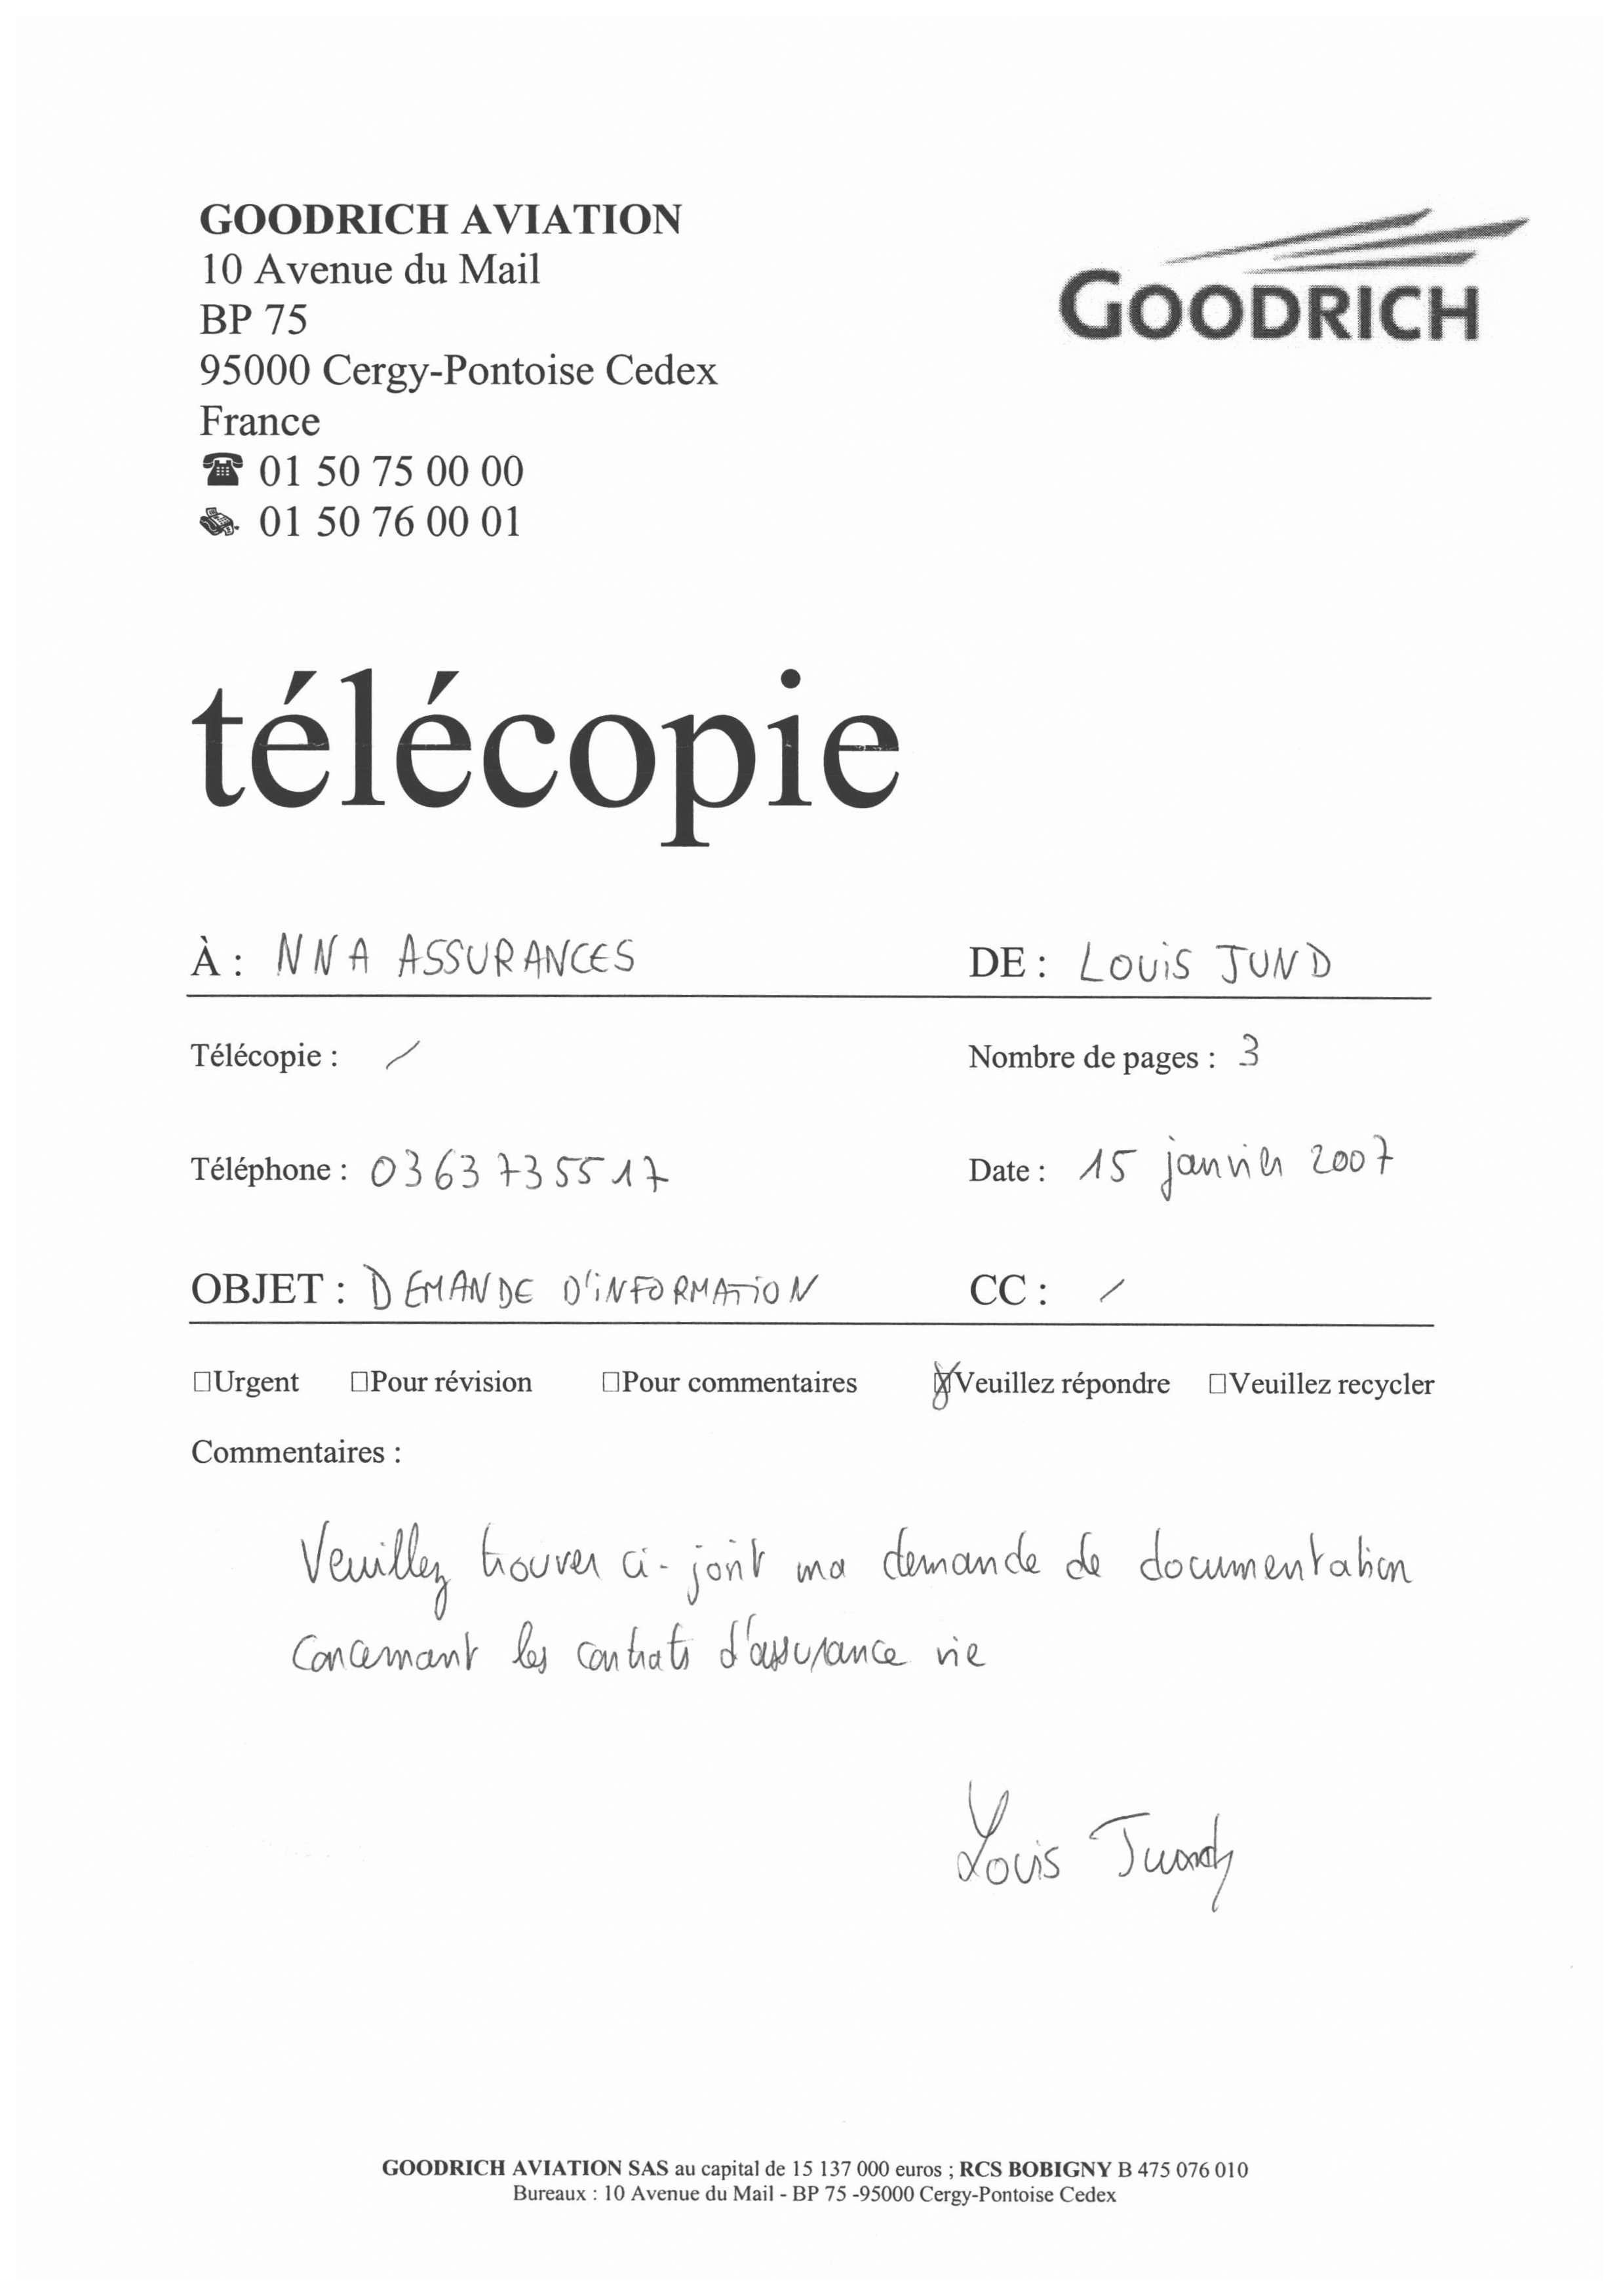 GOODRICH AVIATION
10 Avenue du Mail
BP 75
95000 Cergy-Pontoise Cedex
France
☎ 01 50 75 00 00
01 50 76 00 01
GOODRICH
télécopie
À : NNA ASSURANCES DE : LOUIS JUND
Télécopie : / Nombre de pages : 3
Téléphone : 0363735517 Date : 15 janvier 2007
OBJET : DEMANDE D'INFORMATION CC : /
☐Urgent ☐Pour révision ☐Pour commentaires ☒Veuillez répondre ☐Veuillez recycler
Commentaires :
Veuillez trouver ci-joint ma demande de documentation
concernant les contrats d'assurance vie
Louis Jund
GOODRICH AVIATION SAS au capital de 15 137 000 euros ; RCS BOBIGNY B 475 076 010
Bureaux : 10 Avenue du Mail - BP 75 -95000 Cergy-Pontoise Cedex